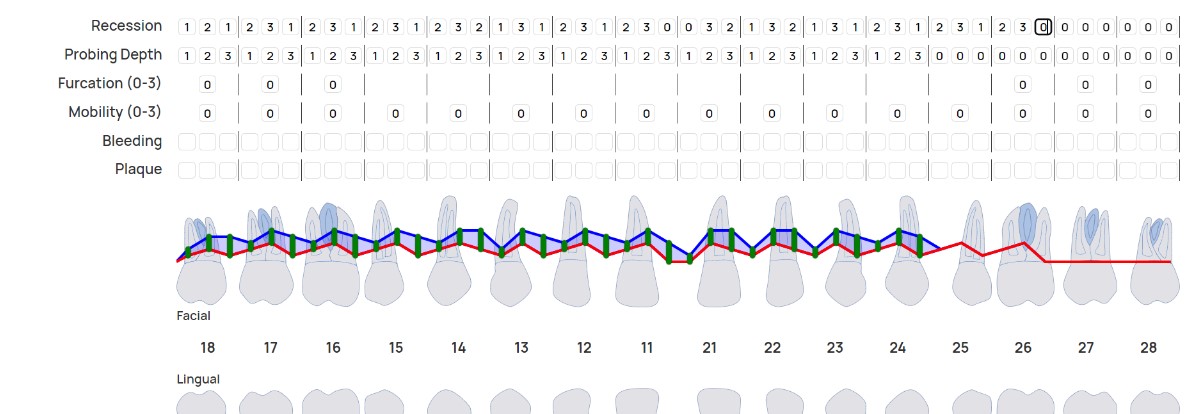 Recession 1 2 1 2 3 1 2 3 1 2 3 1 2 3 2 1 3 1 2 3 1 2 3 0 0 3 2 1 3 2 1 3 1 2 3 1 2 3 1 2 3 0 0 0 0 0 0 0
Probing Depth 1 2 3 1 2 3 1 2 3 1 2 3 1 2 3 1 2 3 1 2 3 1 2 3 1 2 3 1 2 3 1 2 3 1 2 3 0 0 0 0 0 0 0 0 0 0 0 0
Furcation (0-3) 0 0 0 0 0 0
Mobility (0-3) 0 0 0 0 0 0 0 0 0 0 0 0 0 0 0 0
Bleeding
Plaque
Facial
18 17 16 15 14 13 12 11 21 22 23 24 25 26 27 28
Lingual